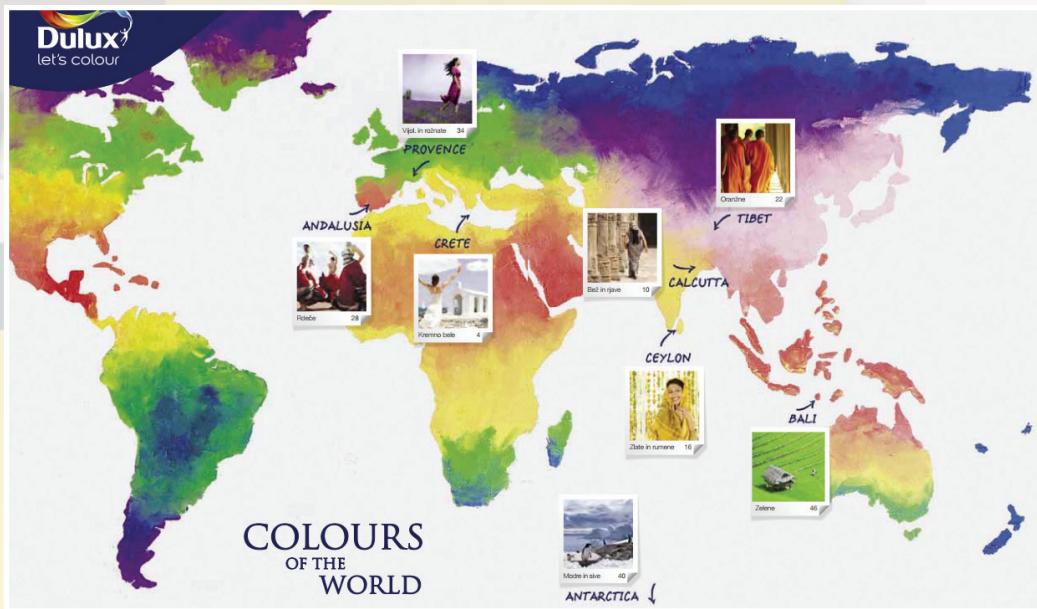 Dulux
let's colour
Vijol. in rožnate 34
PROVENCE
Oranžne 22
TIBET
ANDALUSIA
Rdeče 28
CRETE
Kremno bele 4
Bež in rjave 10
CALCUTTA
CEYLON
Zlate in rumene 16
BALI
Zelene 46
COLOURS
OF THE
WORLD
Modre in sive 40
ANTARCTICA